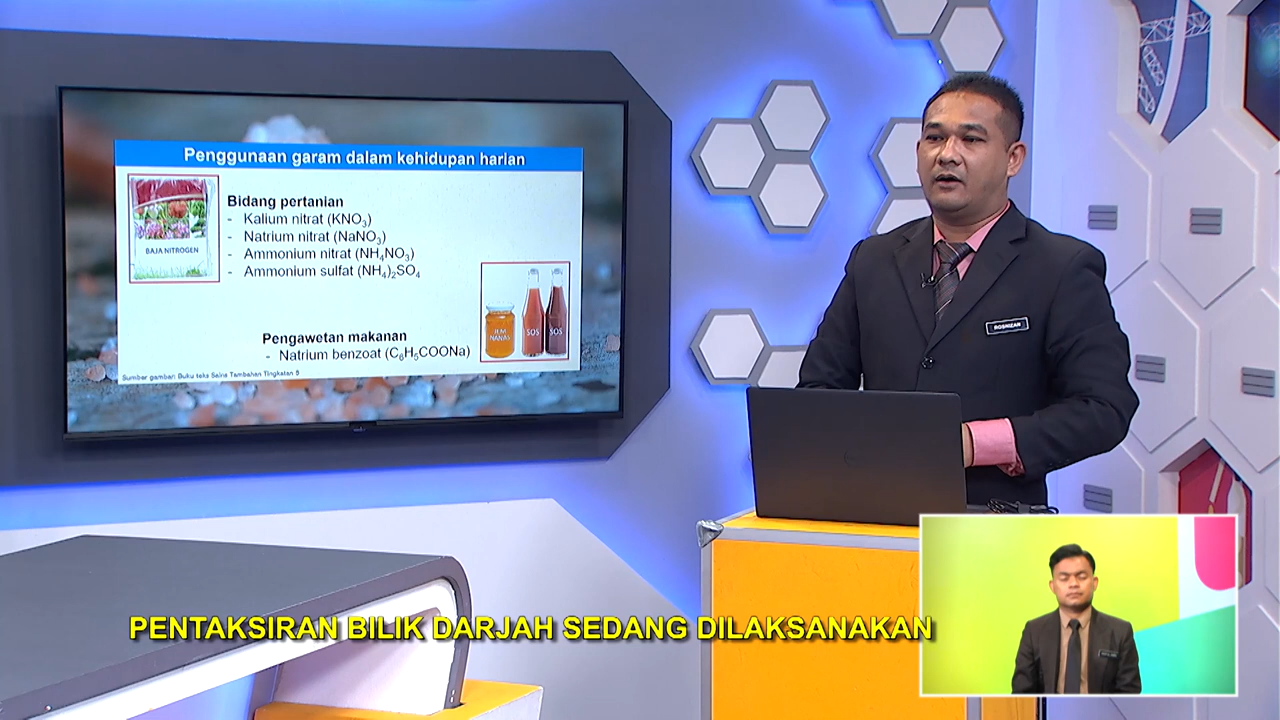 Penggunaan garam dalam kehidupan harian
BAJA NITROGEN
Bidang pertanian
- Kalium nitrat (KNO₃)
- Natrium nitrat (NaNO₃)
- Ammonium nitrat (NH₄NO₃)
- Ammonium sulfat (NH₄)₂SO₄
Pengawetan makanan
- Natrium benzoat (C₆H₅COONa)
JEM
NANAS
SOS
SOS
Sumber gambar: Buku teks Sains Tambahan Tingkatan 5
ROSNIZAN
PENTAKSIRAN BILIK DARJAH SEDANG DILAKSANAKAN